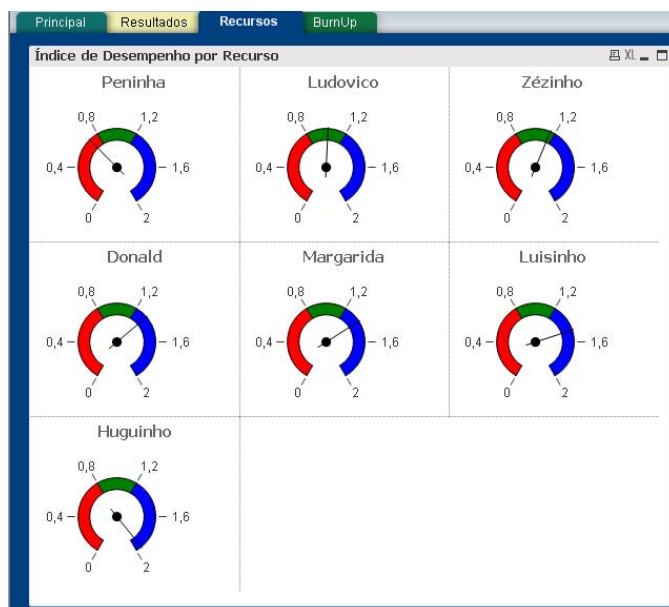 Principal Resultados Recursos BurnUp
Índice de Desempenho por Recurso XL
Peninha Ludovico Zézinho
0,8 1,2 0,8 1,2 0,8 1,2
0,4 1,6 0,4 1,6 0,4 1,6
0 2 0 2 0 2
Donald Margarida Luisinho
0,8 1,2 0,8 1,2 0,8 1,2
0,4 1,6 0,4 1,6 0,4 1,6
0 2 0 2 0 2
Huguinho
0,8 1,2
0,4 1,6
0 2